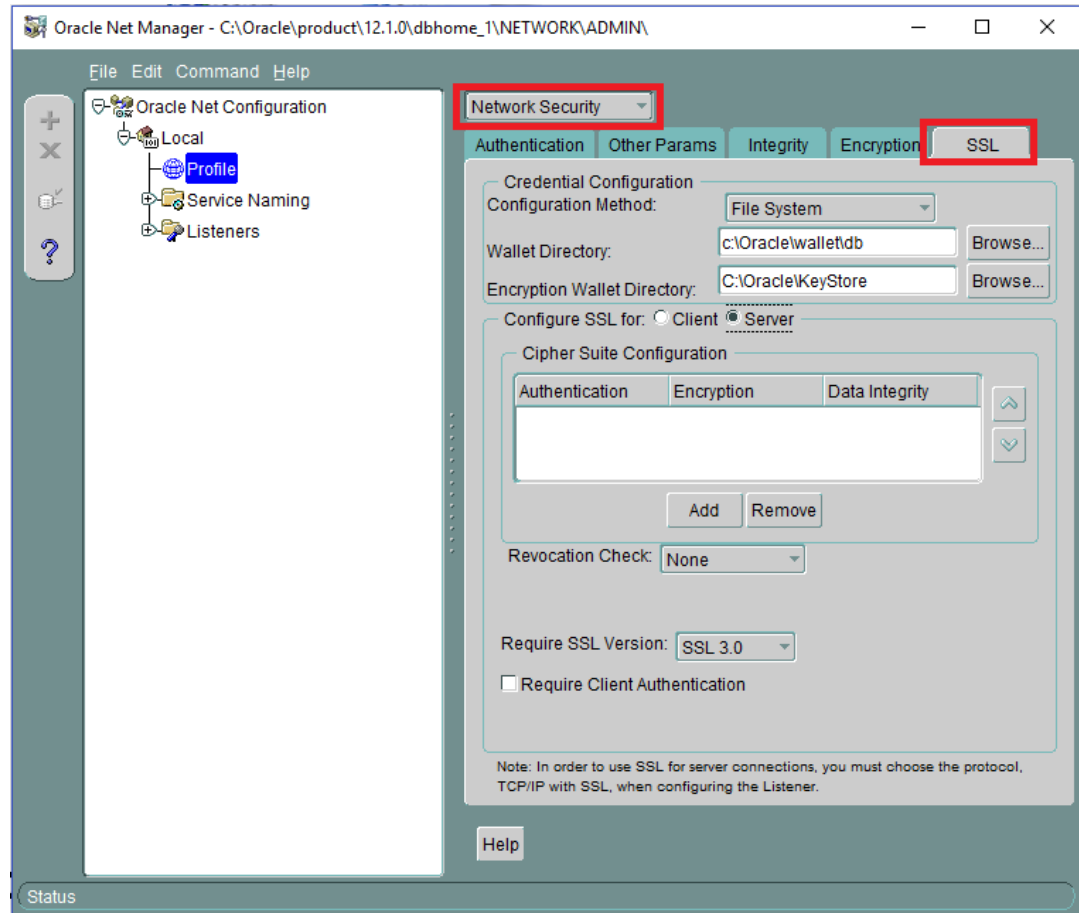 Oracle Net Manager - C:\Oracle\product\12.1.0\dbhome_1\NETWORK\ADMIN\
File Edit Command Help
Oracle Net Configuration
Local
Profile
Service Naming
Listeners
Network Security
Authentication Other Params Integrity Encryption SSL
Credential Configuration
Configuration Method: File System
Wallet Directory: c:\Oracle\wallet\db Browse...
Encryption Wallet Directory: C:\Oracle\KeyStore Browse...
Configure SSL for: Client Server
Cipher Suite Configuration
Authentication Encryption Data Integrity
Add Remove
Revocation Check: None
Require SSL Version: SSL 3.0
Require Client Authentication
Note: In order to use SSL for server connections, you must choose the protocol,
TCP/IP with SSL, when configuring the Listener.
Help
Status